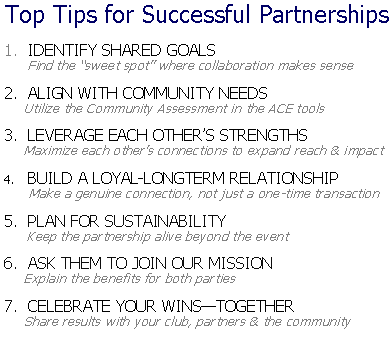 Top Tips for Successful Partnerships
1. IDENTIFY SHARED GOALS
Find the "sweet spot" where collaboration makes sense
2. ALIGN WITH COMMUNITY NEEDS
Utilize the Community Assessment in the ACE tools
3. LEVERAGE EACH OTHER'S STRENGTHS
Maximize each other's connections to expand reach & impact
4. BUILD A LOYAL-LONGTERM RELATIONSHIP
Make a genuine connection, not just a one-time transaction
5. PLAN FOR SUSTAINABILITY
Keep the partnership alive beyond the event
6. ASK THEM TO JOIN OUR MISSION
Explain the benefits for both parties
7. CELEBRATE YOUR WINS—TOGETHER
Share results with your club, partners & the community